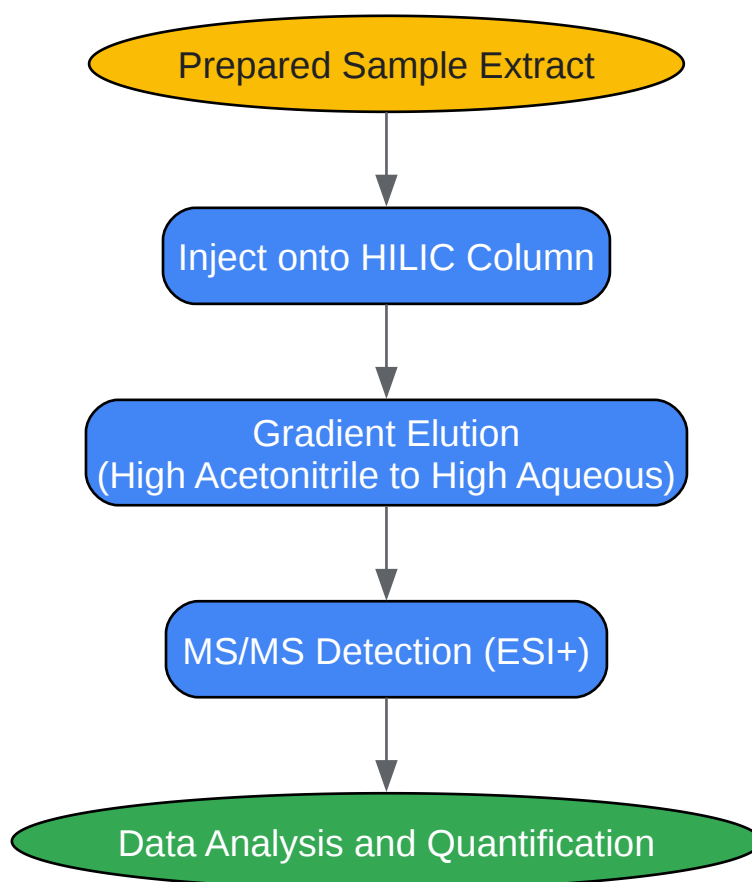 Prepared Sample Extract
Inject onto HILIC Column
Gradient Elution
(High Acetonitrile to High Aqueous)
MS/MS Detection (ESI+)
Data Analysis and Quantification